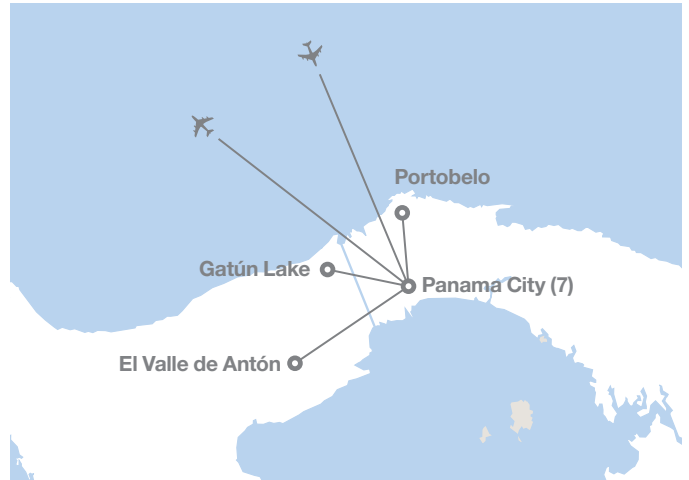 Portobelo
Gatún Lake
Panama City (7)
El Valle de Antón